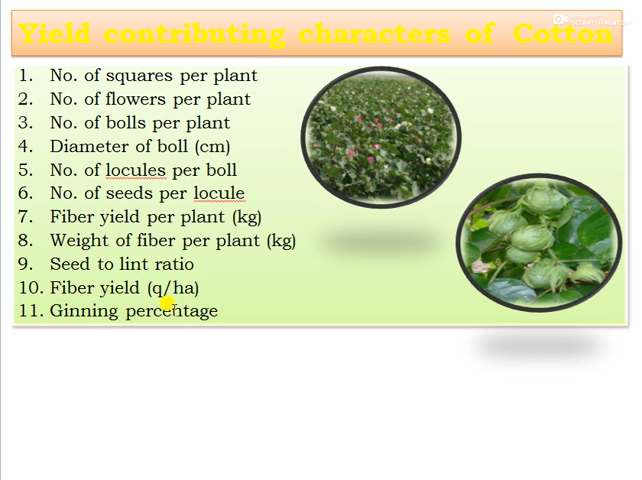 Yield contributing characters of Cotton
1. No. of squares per plant
2. No. of flowers per plant
3. No. of bolls per plant
4. Diameter of boll (cm)
5. No. of locules per boll
6. No. of seeds per locule
7. Fiber yield per plant (kg)
8. Weight of fiber per plant (kg)
9. Seed to lint ratio
10. Fiber yield (q/ha)
11. Ginning percentage